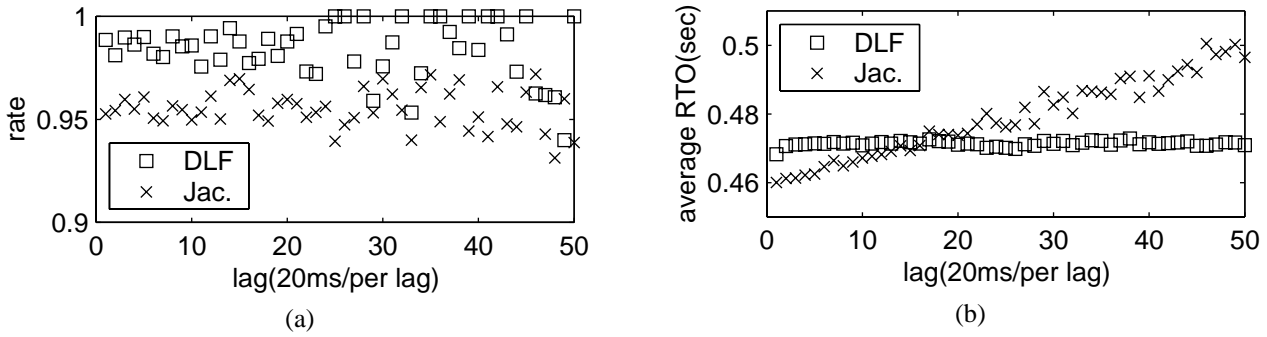 1
0.95
0.9
rate
DLF
Jac.
0 10 20 30 40 50
lag(20ms/per lag)
(a)
0.5
0.48
0.46
average RTO(sec)
DLF
Jac.
0 10 20 30 40 50
lag(20ms/per lag)
(b)